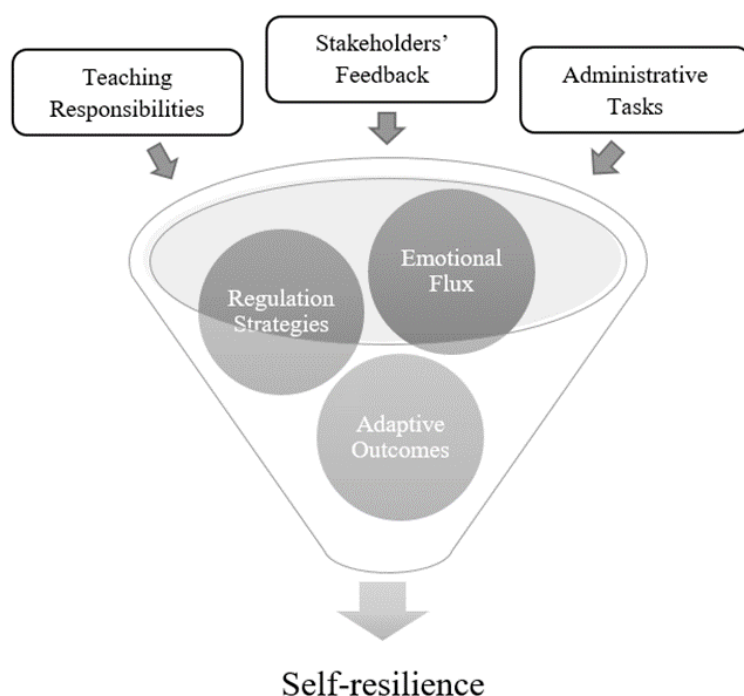 Teaching
Responsibilities
Stakeholders’
Feedback
Administrative
Tasks
Emotional
Flux
Regulation
Strategies
Adaptive
Outcomes
Self-resilience